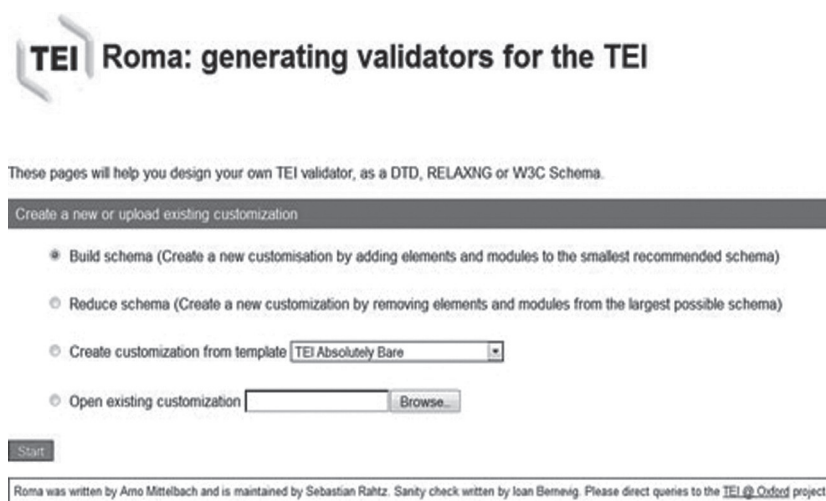 TEI Roma: generating validators for the TEI
These pages will help you design your own TEI validator, as a DTD, RELAXNG or W3C Schema.
Create a new or upload existing customization
Build schema (Create a new customisation by adding elements and modules to the smallest recommended schema)
Reduce schema (Create a new customization by removing elements and modules from the largest possible schema)
Create customization from template TEI Absolutely Bare
Open existing customization Browse...
Start
Roma was written by Arno Mittelbach and is maintained by Sebastian Rahtz. Sanity check written by Ioan Bernevig. Please direct queries to the TEI @ Oxford project